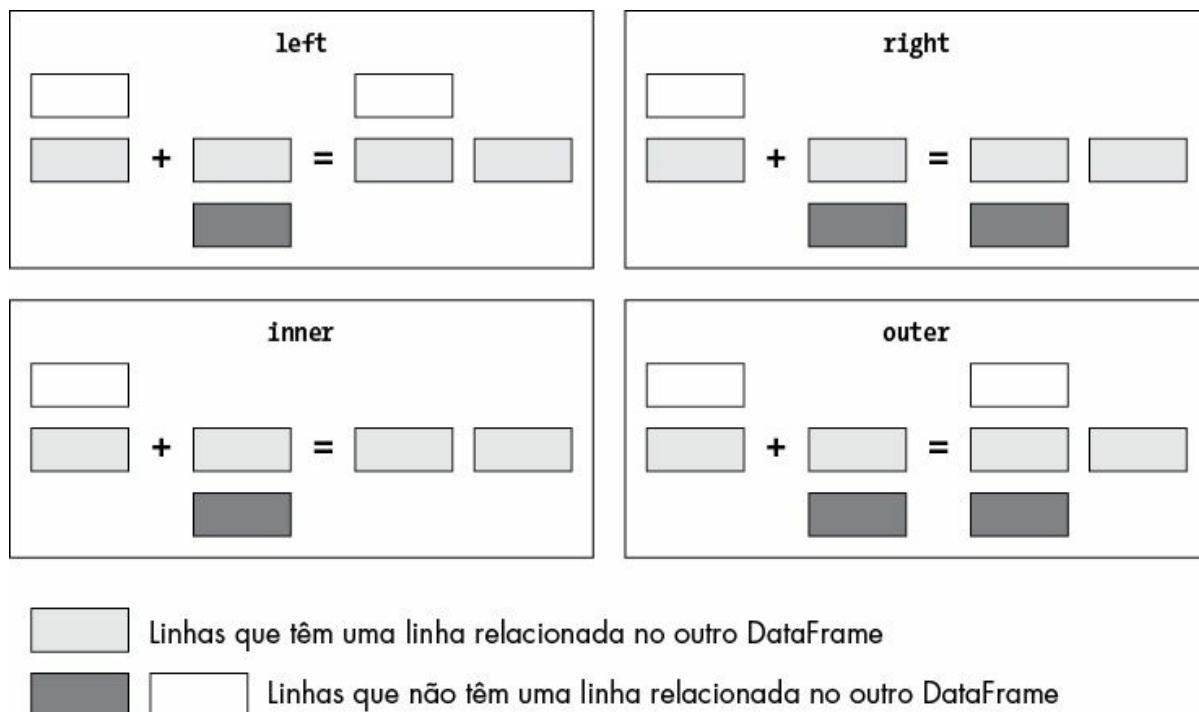 left
right
+ =
+ =
inner
outer
+ =
+ =
Linhas que têm uma linha relacionada no outro DataFrame
Linhas que não têm uma linha relacionada no outro DataFrame